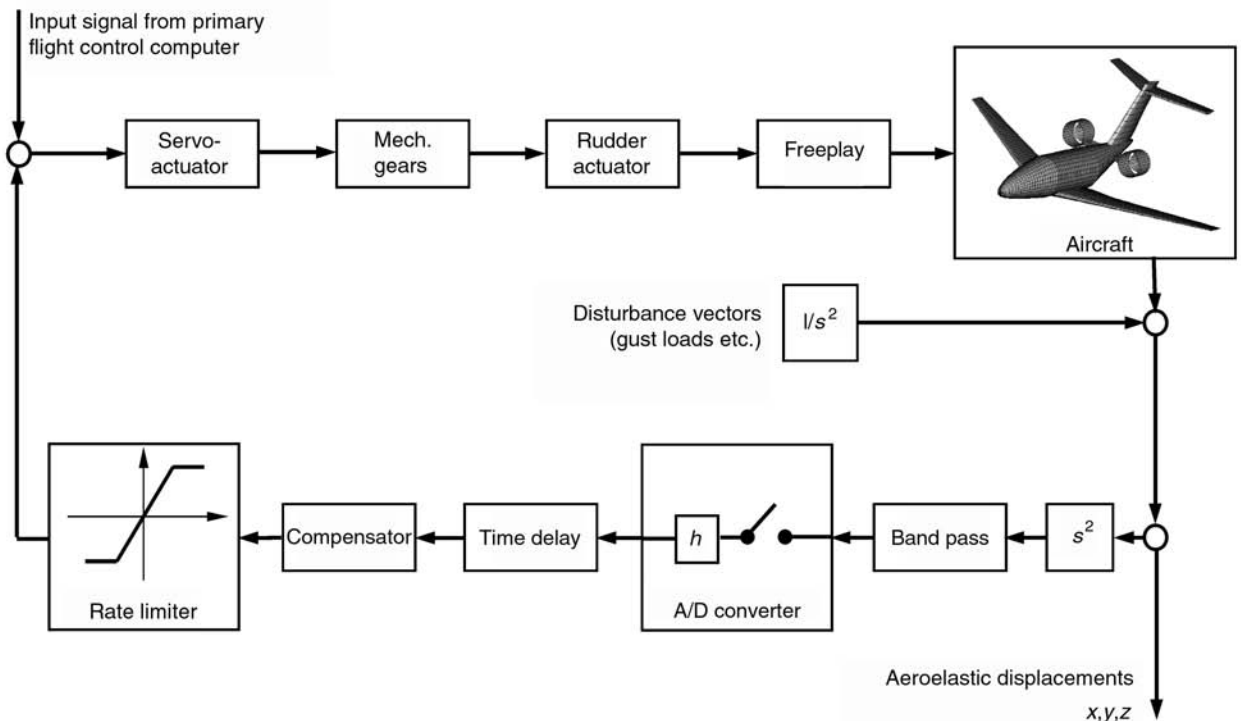 Input signal from primary
flight control computer
Servo-
actuator
Mech.
gears
Rudder
actuator
Freeplay
Aircraft
Disturbance vectors
(gust loads etc.)
l/s²
Rate limiter
Compensator
Time delay
h
A/D converter
Band pass
s²
Aeroelastic displacements
x,y,z